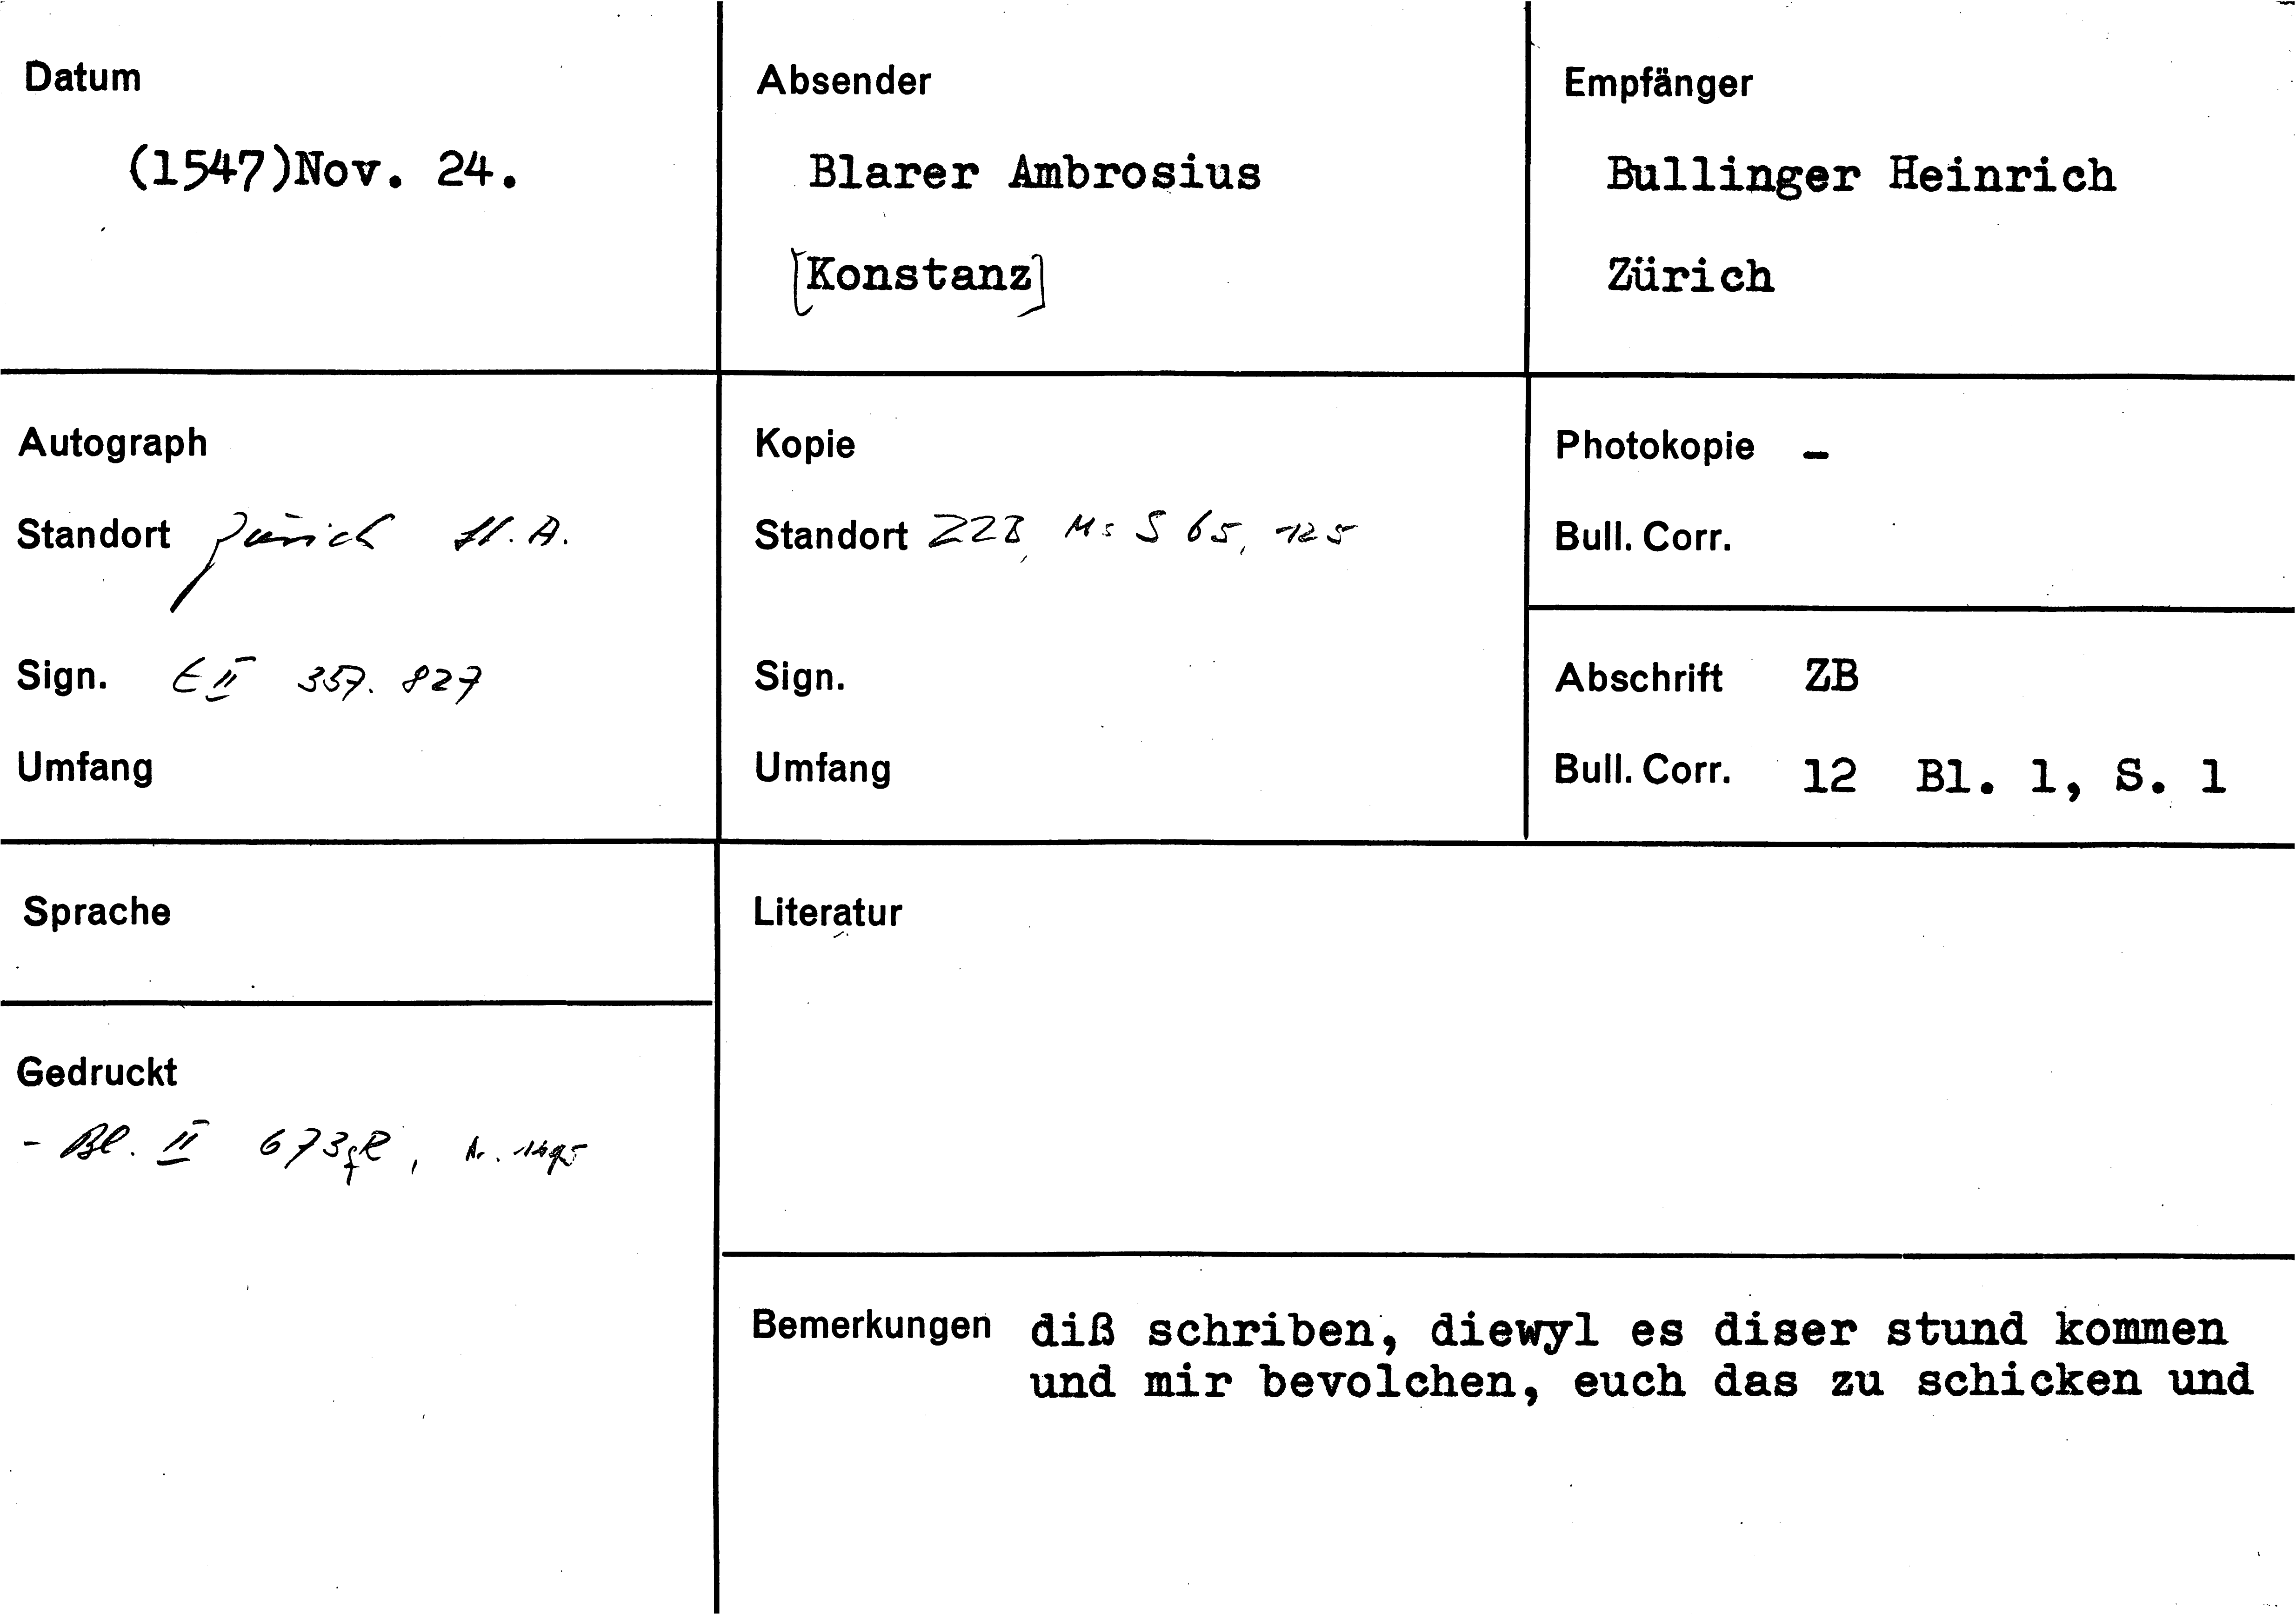 Datum
(1547)Nov. 24.
Absender
Blarer Ambrosius
[Konstanz]
Empfänger
Bullinger Heinrich
Zürich
Autograph
Standort Zürich St. A.
Sign. E II 357. 827
Umfang
Kopie
Standort ZZB, Ms S 65, 125
Sign.
Umfang
Photokopie -
Bull. Corr.
Abschrift ZB
Bull. Corr. 12 Bl. 1, S. 1
Sprache
Gedruckt
- Bl. II 673f R, Nr. 1495
Literatur
Bemerkungen diß schriben, diewyl es diser stund kommen
und mir bevolchen, euch das zu schicken und